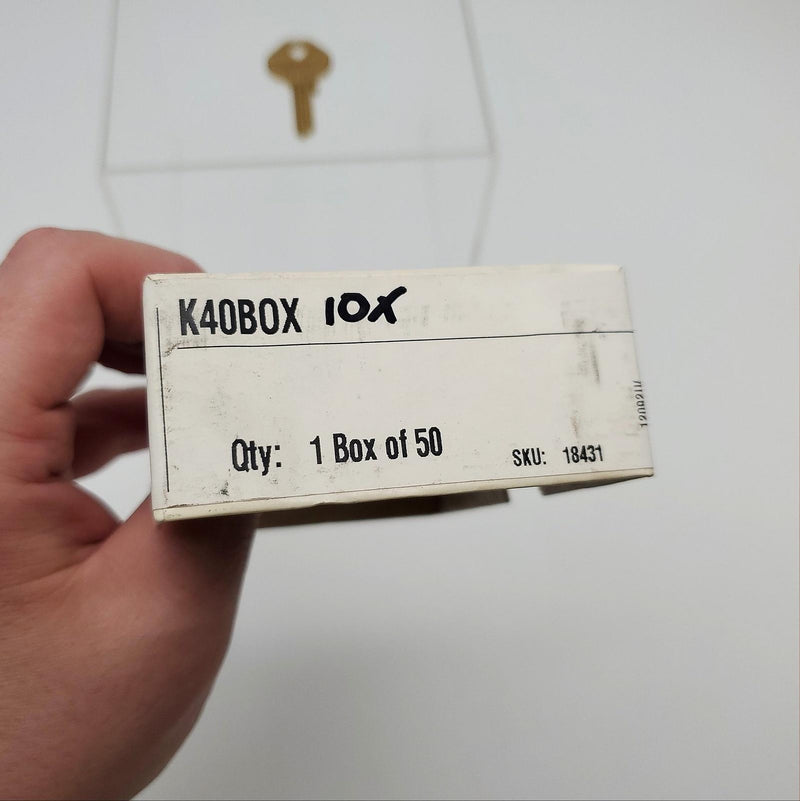 K40BOX 10X
Qty: 1 Box of 50
SKU: 18431